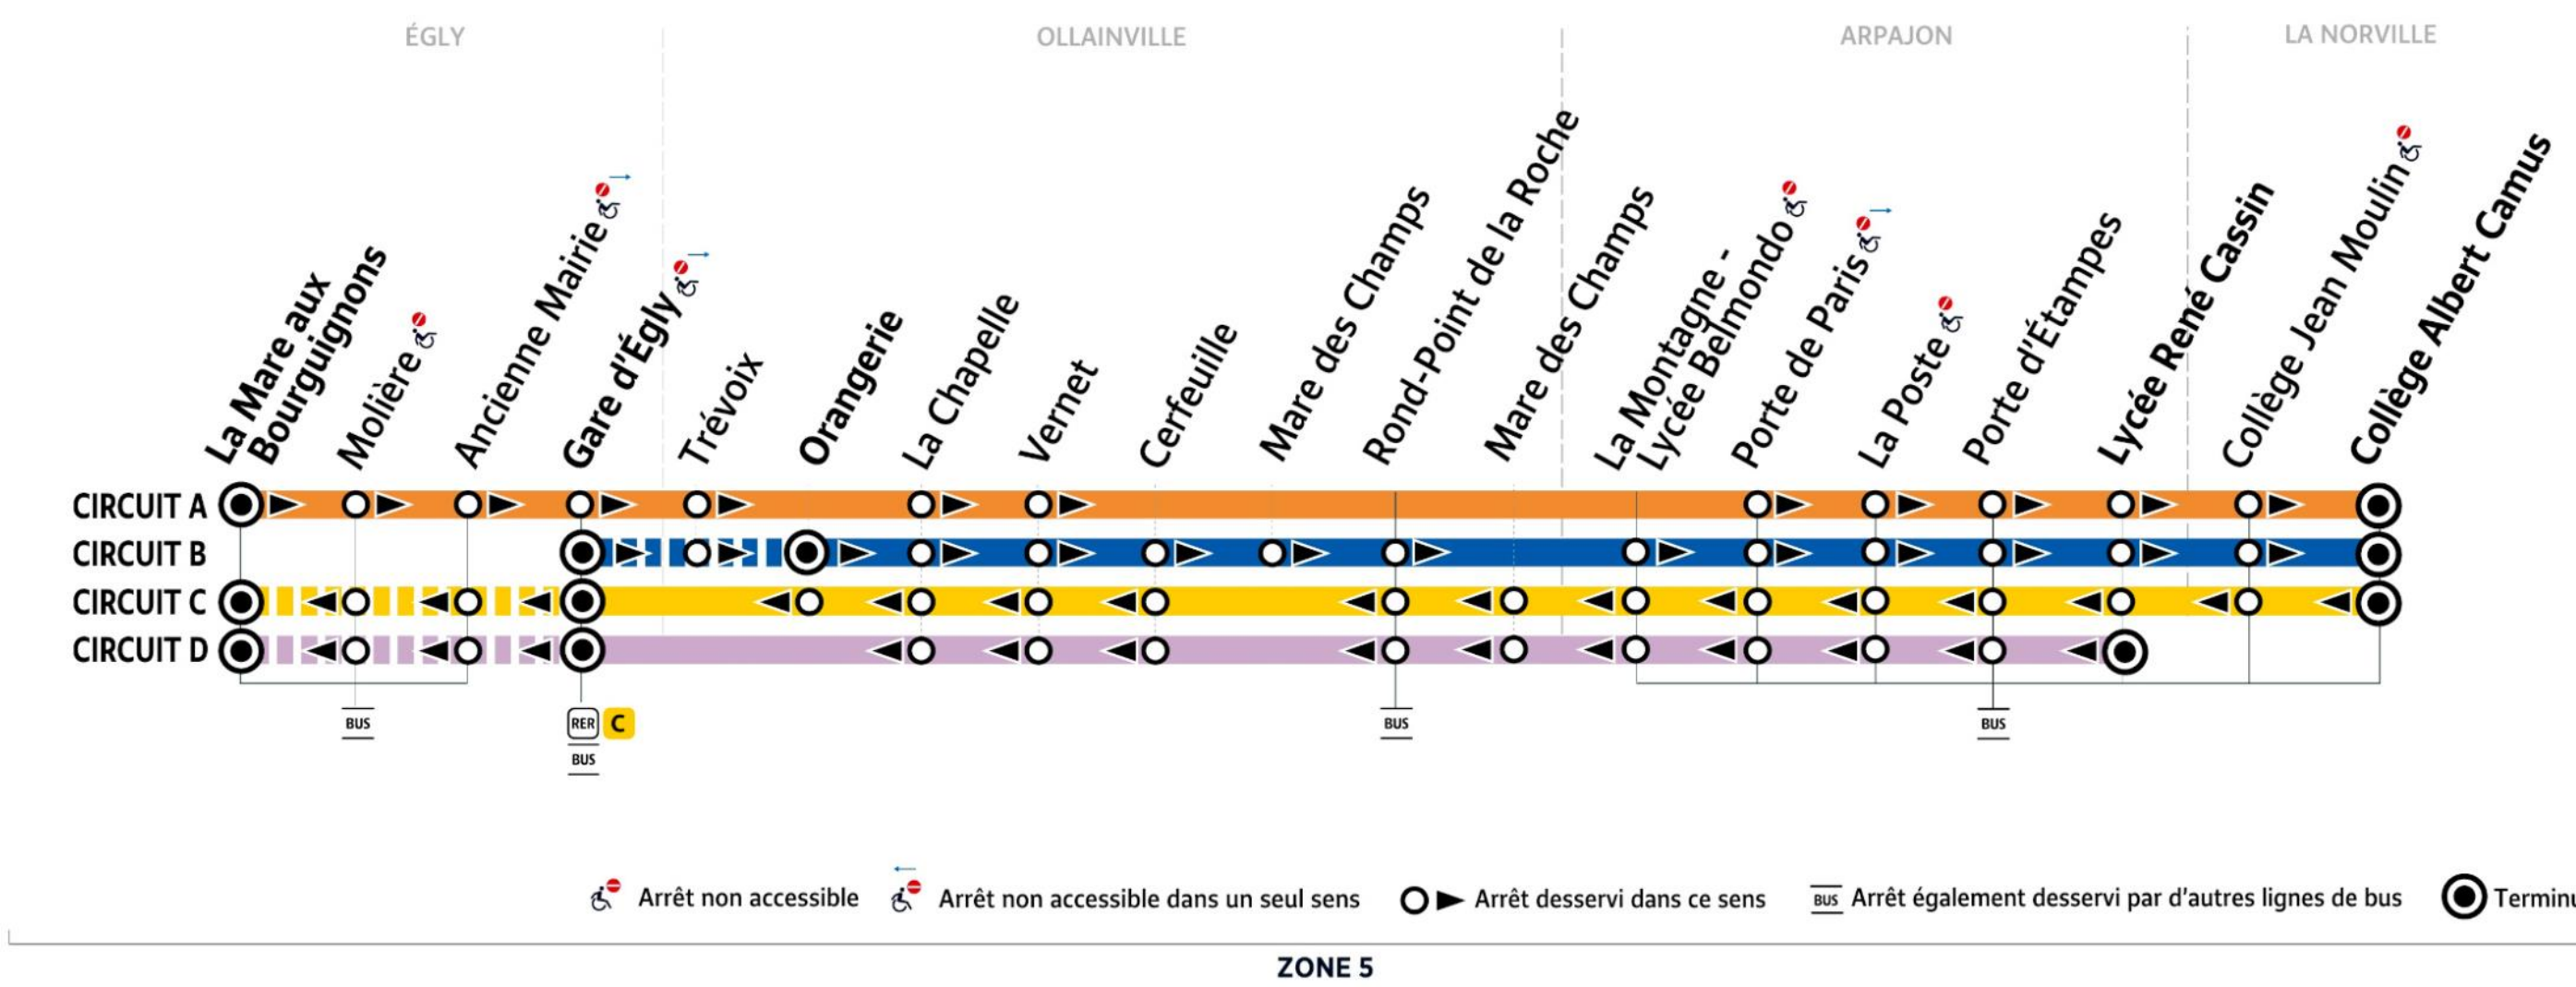 ÉGLY
OLLAINVILLE
ARPAJON
LA NORVILLE
La Mare aux
Bourguignons
Molière
Ancienne Mairie
Gare d'Égly
Trévoix
Orangerie
La Chapelle
Vernet
Cerfeuille
Mare des Champs
Rond-Point de la Roche
Mare des Champs
La Montagne -
Lycée Belmondo
Porte de Paris
La Poste
Porte d'Étampes
Lycée René Cassin
Collège Jean Moulin
Collège Albert Camus
CIRCUIT A
CIRCUIT B
CIRCUIT C
CIRCUIT D
BUS
RER C
BUS
BUS
BUS
Arrêt non accessible
Arrêt non accessible dans un seul sens
Arrêt desservi dans ce sens
BUS Arrêt également desservi par d'autres lignes de bus
Terminu
ZONE 5